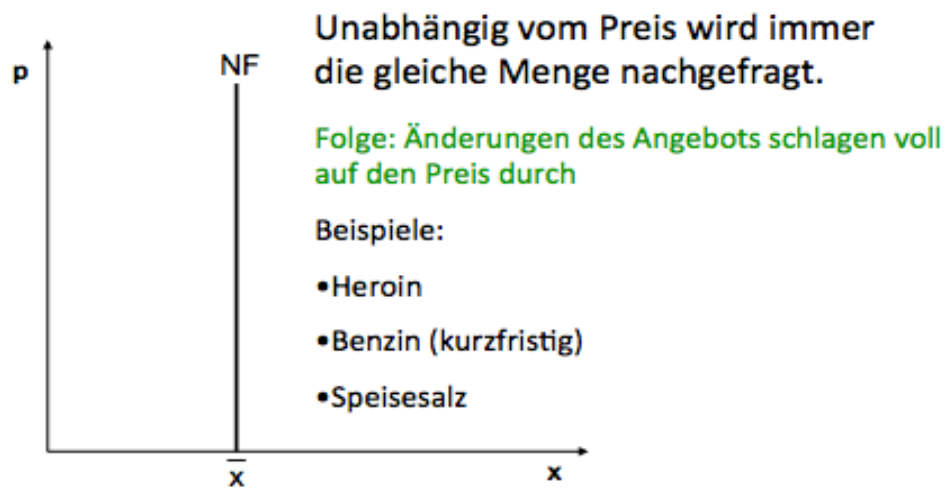 Unabhängig vom Preis wird immer
die gleiche Menge nachgefragt.
p
NF
Folge: Änderungen des Angebots schlagen voll
auf den Preis durch
Beispiele:
•Heroin
•Benzin (kurzfristig)
•Speisesalz
x̅
x